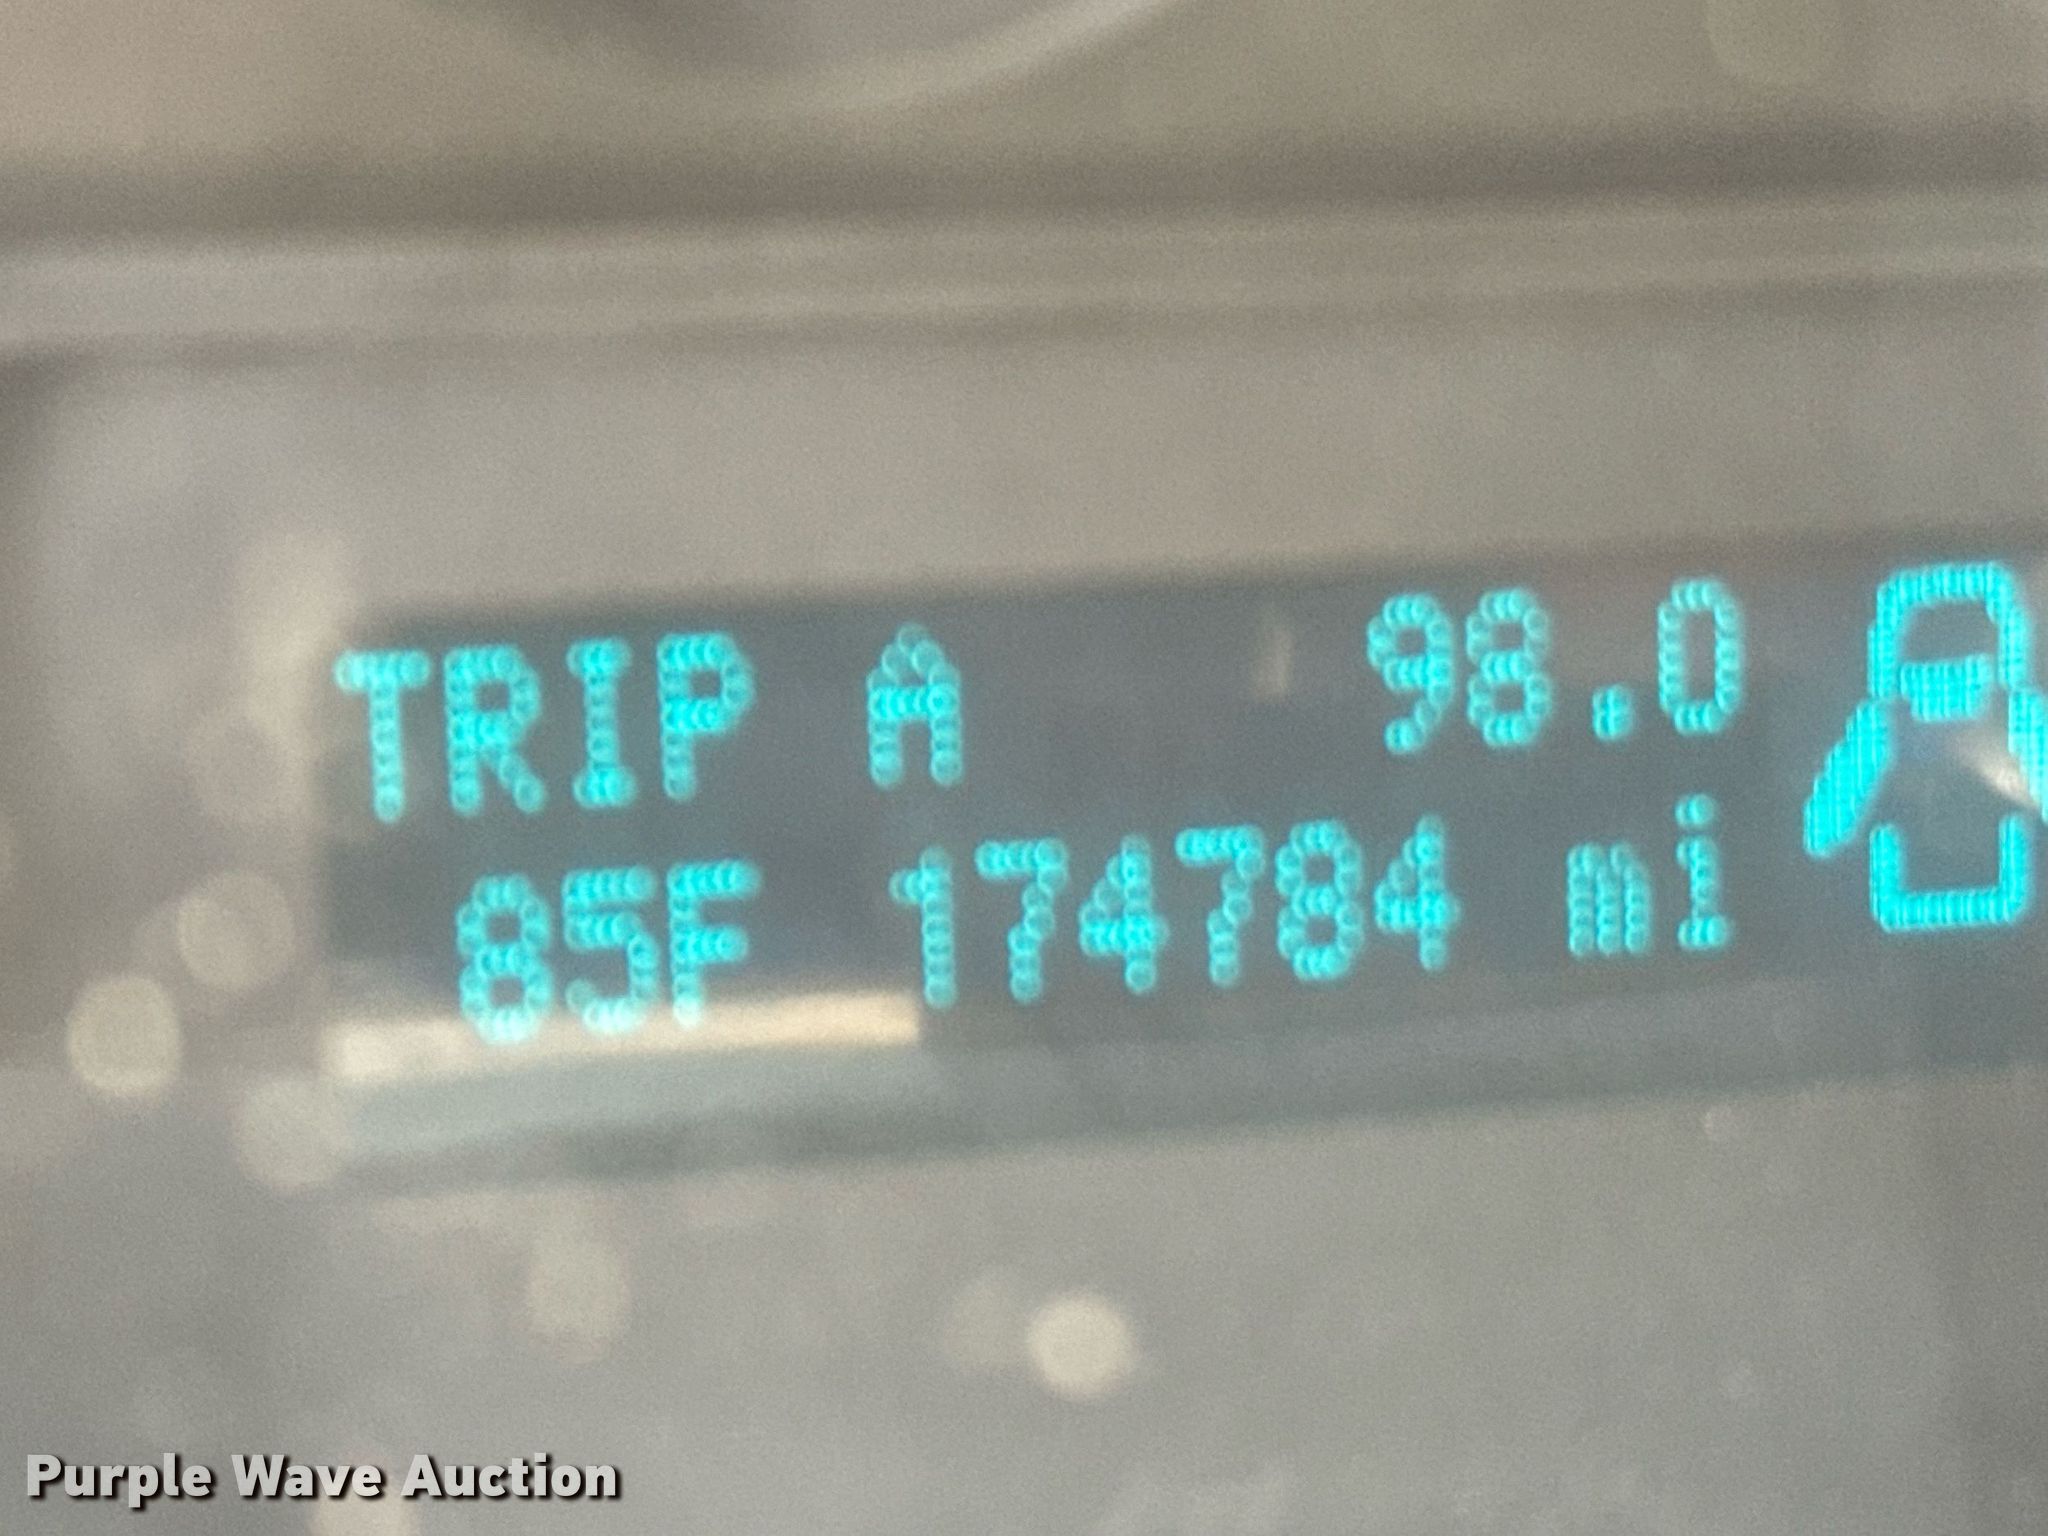 TRIP A 98.0
85F 174784 mi
Purple Wave Auction